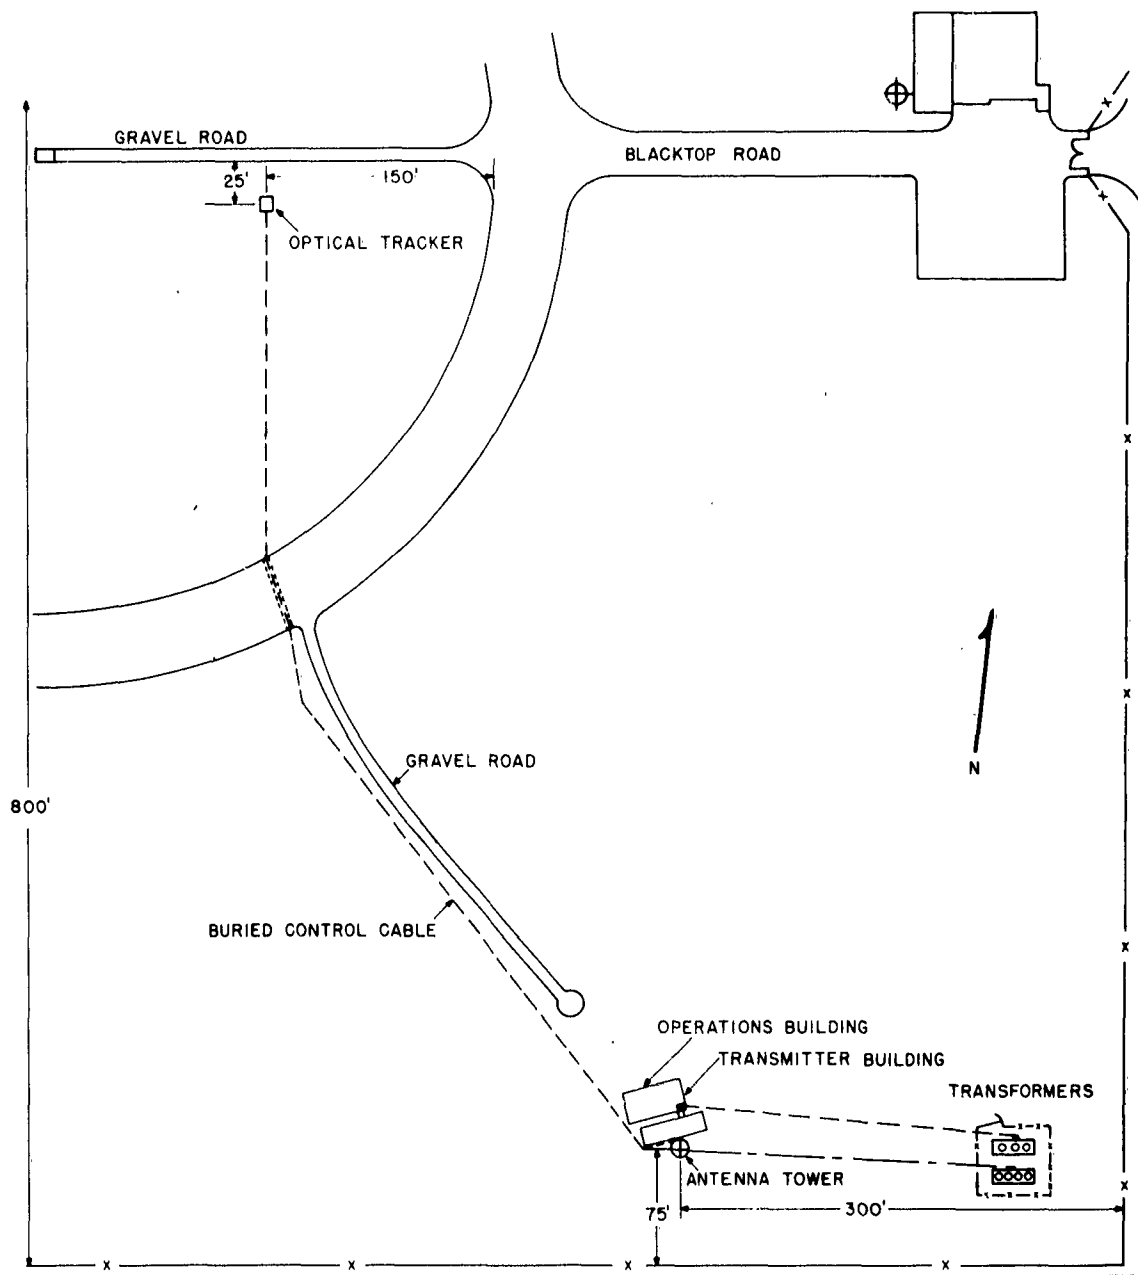 GRAVEL ROAD
BLACKTOP ROAD
25'
150'
OPTICAL TRACKER
N
GRAVEL ROAD
800'
BURIED CONTROL CABLE
OPERATIONS BUILDING
TRANSMITTER BUILDING
TRANSFORMERS
ANTENNA TOWER
75'
300'